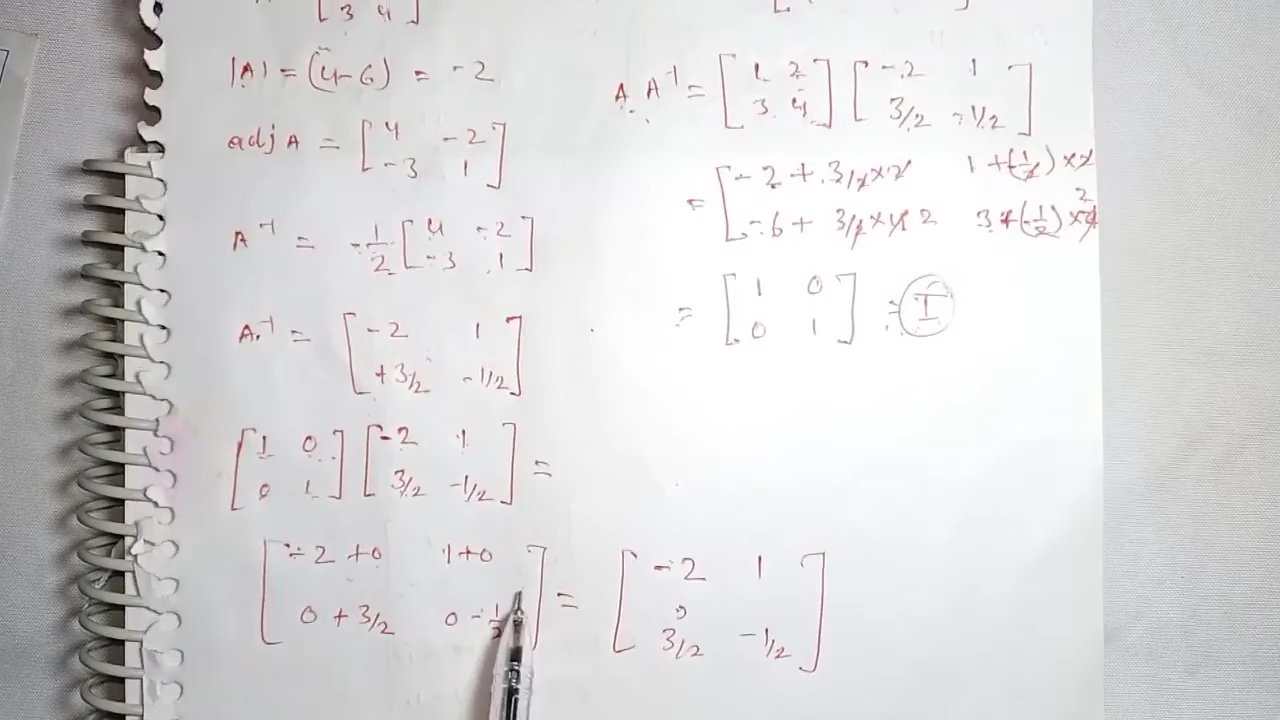 [3 4]
|A| = (4-6) = -2
adj A = [4 -2
-3 1]
A⁻¹ = -1/2 [4 -2
-3 1]
A⁻¹ = [-2 1
+3/2 -1/2]
[1 0
0 1] [-2 1
3/2 -1/2] =
[-2+0 1+0
0+3/2 0-1/2] = [-2 1
3/2 -1/2]
A. A⁻¹ = [1 2
3 4] [-2 1
3/2 -1/2]
= [-2+3/2×2 1+(-1/2)×2
-6+3/2×4 2 3+(-1/2)×4 2
= [1 0
0 1] = I